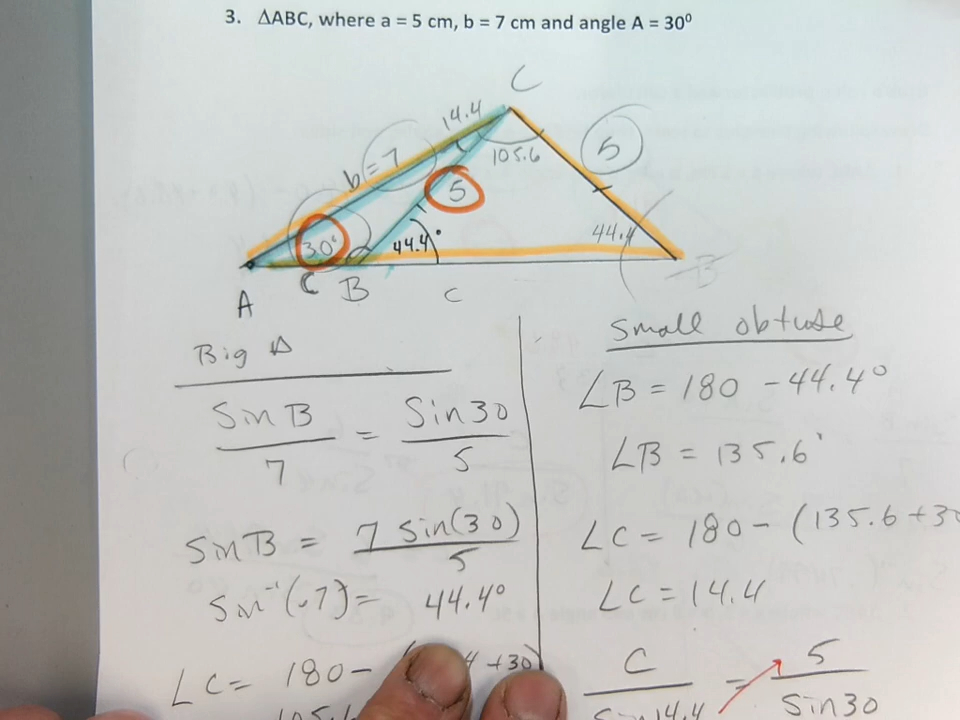 3. ΔABC, where a = 5 cm, b = 7 cm and angle A = 30⁰
C
14.4
b = 7
105.6
5
5
30°
44.4°
44.4
A
C
B
C
B
Big Δ
Sin B / 7 = Sin 30 / 5
Sin B = 7 Sin(30) / 5
Sin⁻¹(.7) = 44.4°
∠C = 180 - +30)
Small obtuse
∠B = 180 - 44.4°
∠B = 135.6°
∠C = 180 - (135.6 + 30
∠C = 14.4
C / Sin 14.4 = 5 / Sin 30